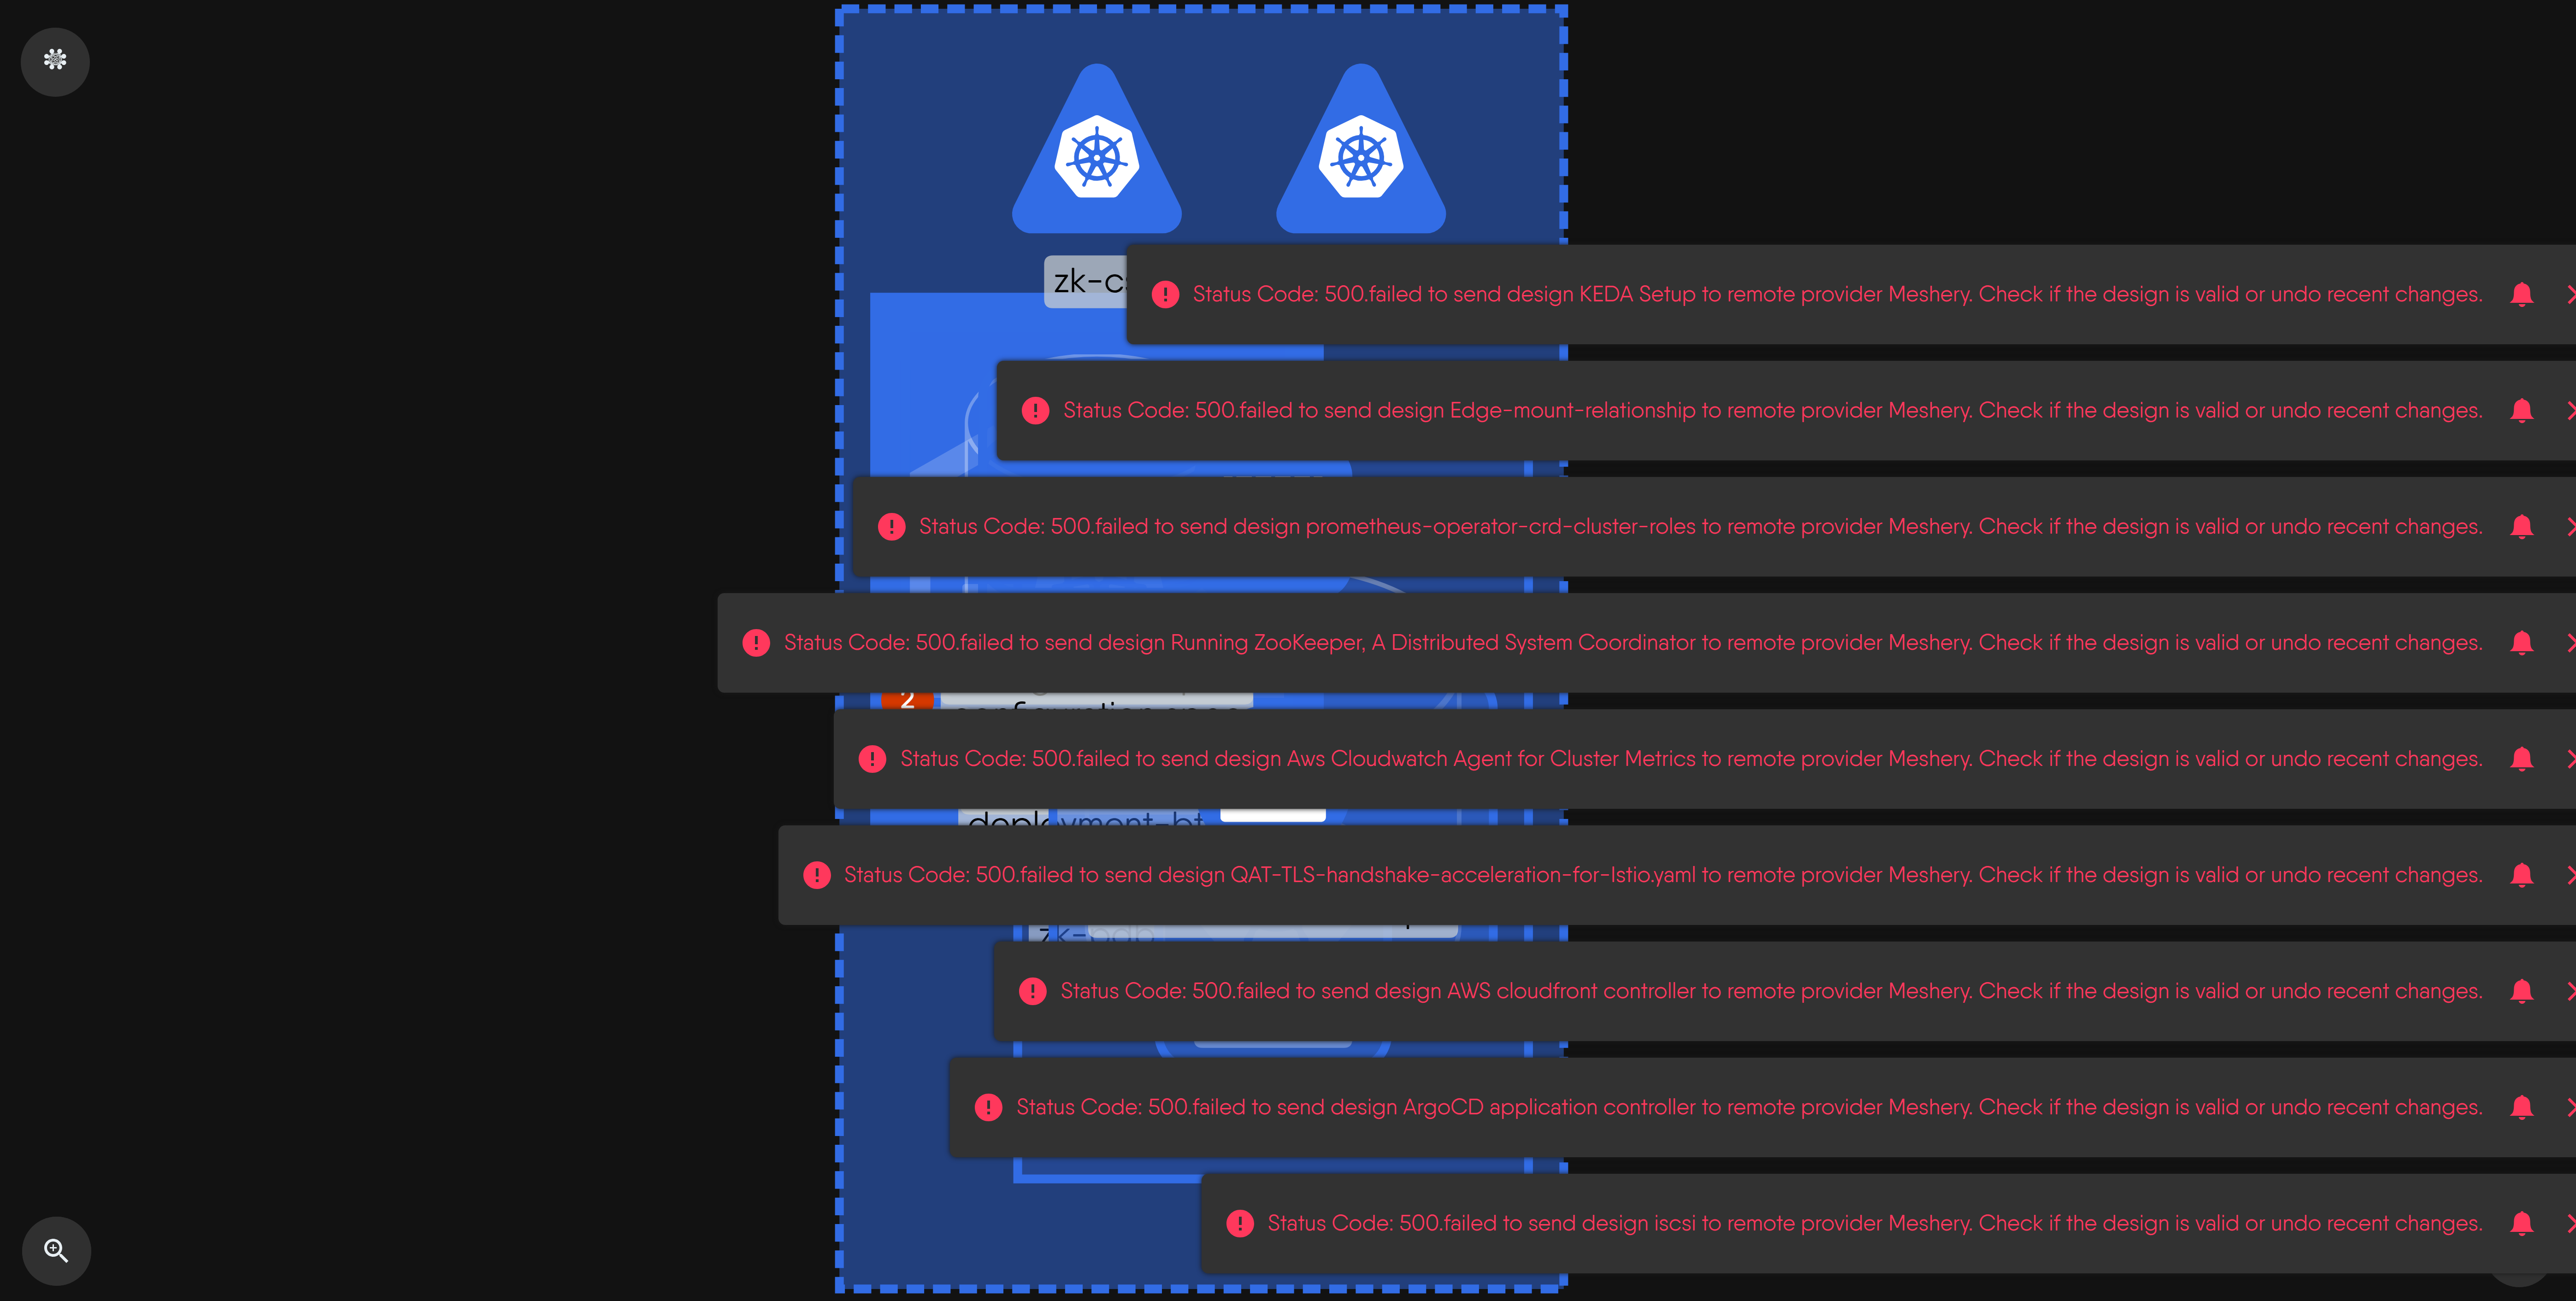 zk-c
Status Code: 500.failed to send design KEDA Setup to remote provider Meshery. Check if the design is valid or undo recent changes.
Status Code: 500.failed to send design Edge-mount-relationship to remote provider Meshery. Check if the design is valid or undo recent changes.
Status Code: 500.failed to send design prometheus-operator-crd-cluster-roles to remote provider Meshery. Check if the design is valid or undo recent changes.
Status Code: 500.failed to send design Running ZooKeeper, A Distributed System Coordinator to remote provider Meshery. Check if the design is valid or undo recent changes.
2
Status Code: 500.failed to send design Aws Cloudwatch Agent for Cluster Metrics to remote provider Meshery. Check if the design is valid or undo recent changes.
deployment-bt
Status Code: 500.failed to send design QAT-TLS-handshake-acceleration-for-Istio.yaml to remote provider Meshery. Check if the design is valid or undo recent changes.
zk-pdb
Status Code: 500.failed to send design AWS cloudfront controller to remote provider Meshery. Check if the design is valid or undo recent changes.
Status Code: 500.failed to send design ArgoCD application controller to remote provider Meshery. Check if the design is valid or undo recent changes.
Status Code: 500.failed to send design iscsi to remote provider Meshery. Check if the design is valid or undo recent changes.